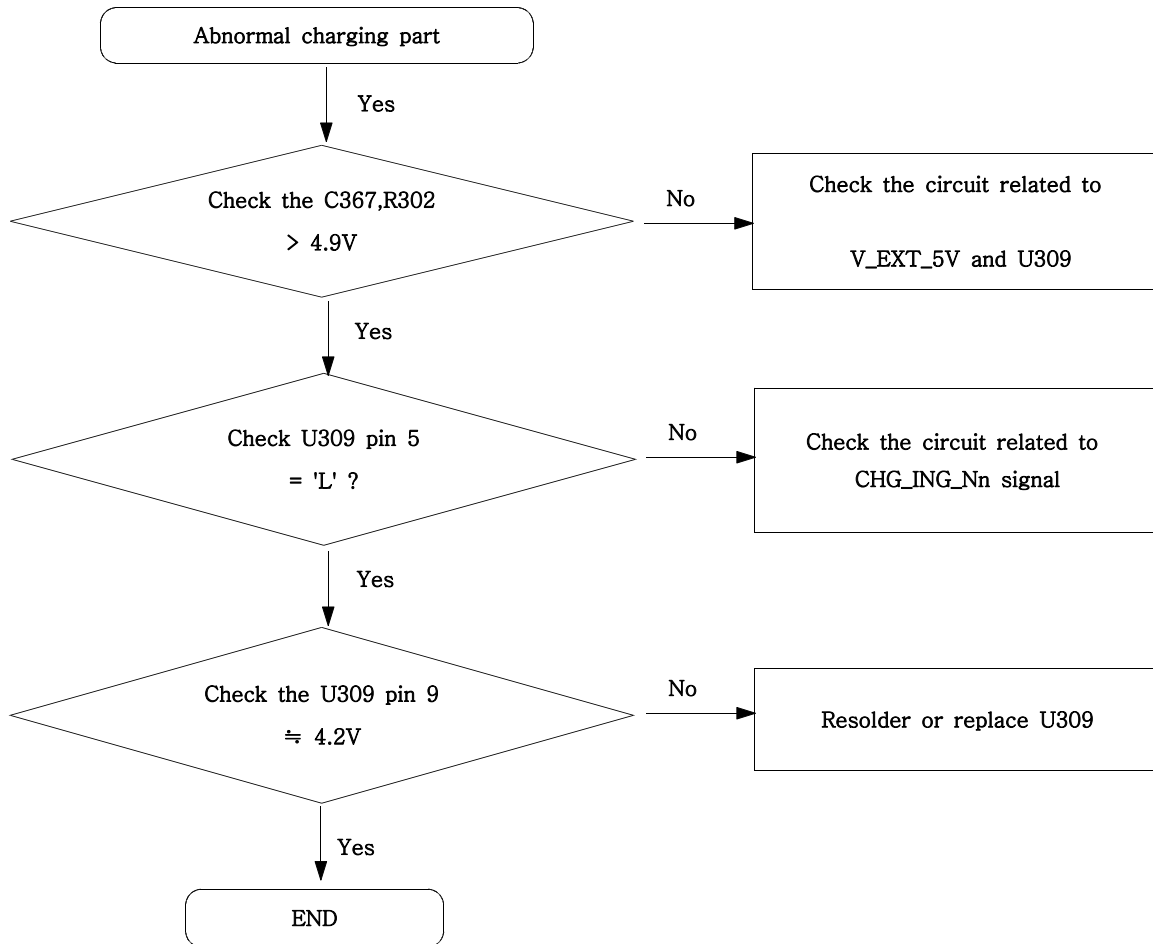 Abnormal charging part
Yes
Check the C367,R302
> 4.9V
No
Check the circuit related to
V_EXT_5V and U309
Yes
Check U309 pin 5
= 'L' ?
No
Check the circuit related to
CHG_ING_Nn signal
Yes
Check the U309 pin 9
≒ 4.2V
No
Resolder or replace U309
Yes
END